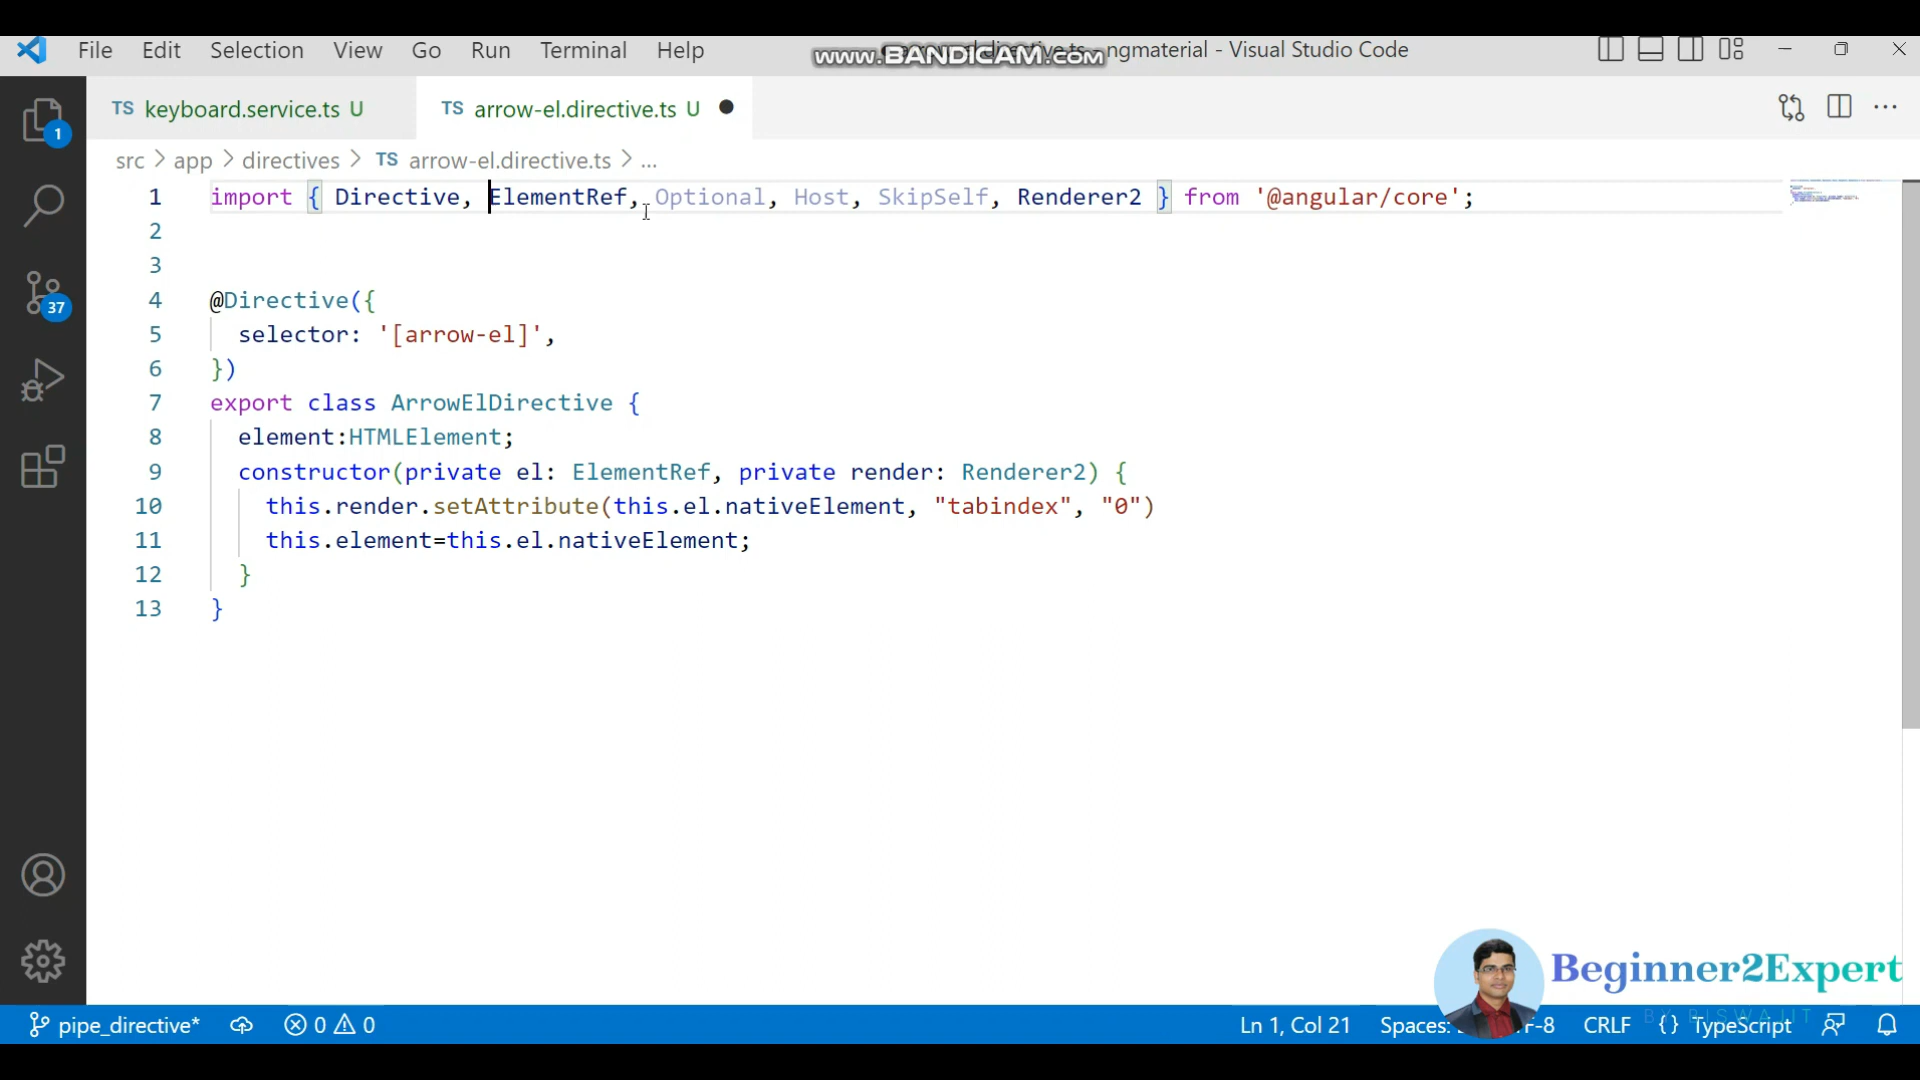 File Edit Selection View Go Run Terminal Help
www.BANDICAM.com
ngmaterial - Visual Studio Code
TS keyboard.service.ts U
TS arrow-el.directive.ts U
src > app > directives > TS arrow-el.directive.ts > ...
1 import { Directive, ElementRef, Optional, Host, SkipSelf, Renderer2 } from '@angular/core';
2
3
4 @Directive({
5 selector: '[arrow-el]',
6 })
7 export class ArrowElDirective {
8 element:HTMLElement;
9 constructor(private el: ElementRef, private render: Renderer2) {
10 this.render.setAttribute(this.el.nativeElement, "tabindex", "0")
11 this.element=this.el.nativeElement;
12 }
13 }
1
37
Beginner2Expert
BY BISWAJIT
pipe_directive* 0 0 Ln 1, Col 21 Spaces: F-8 CRLF {} TypeScript